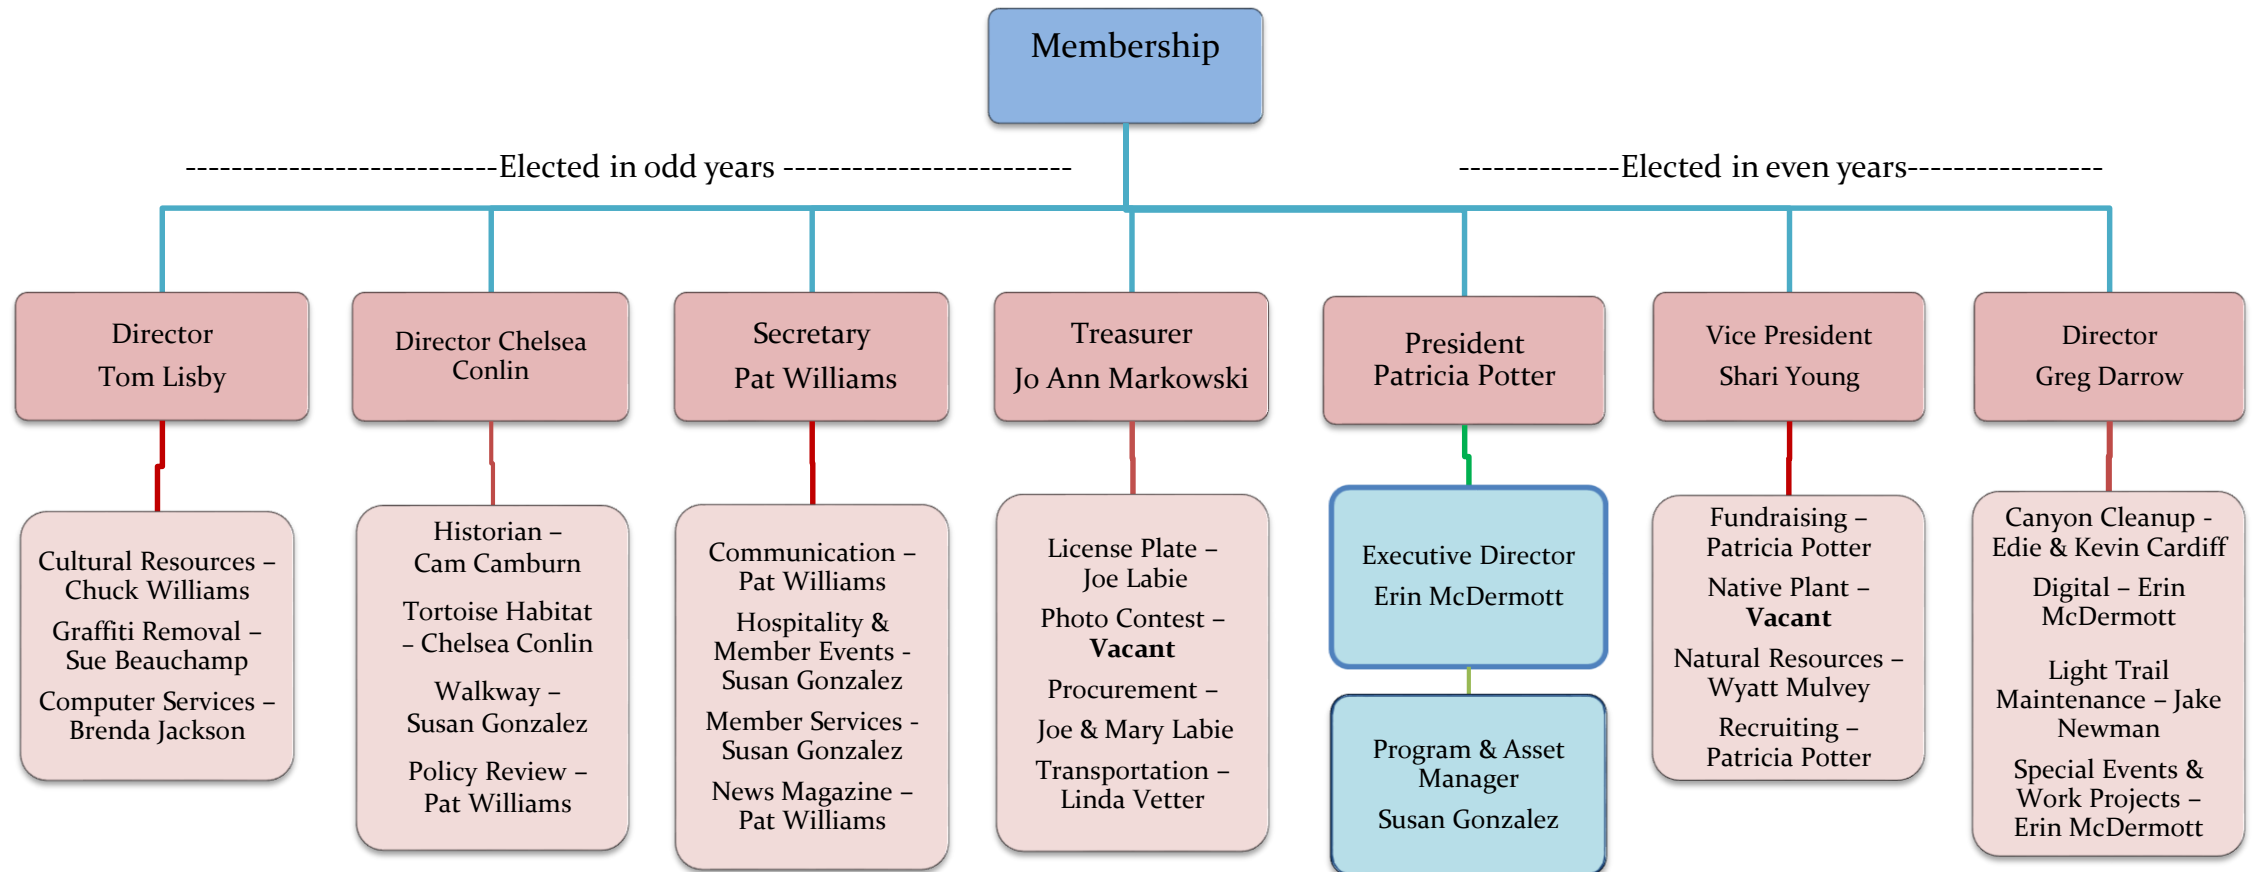 Membership
---------------------------Elected in odd years -------------------------
--------------Elected in even years-----------------
Director
Tom Lisby
Director Chelsea
Conlin
Secretary
Pat Williams
Treasurer
Jo Ann Markowski
President
Patricia Potter
Vice President
Shari Young
Director
Greg Darrow
Cultural Resources –
Chuck Williams
Graffiti Removal –
Sue Beauchamp
Computer Services –
Brenda Jackson
Historian –
Cam Camburn
Tortoise Habitat
– Chelsea Conlin
Walkway –
Susan Gonzalez
Policy Review –
Pat Williams
Communication –
Pat Williams
Hospitality &
Member Events -
Susan Gonzalez
Member Services -
Susan Gonzalez
News Magazine –
Pat Williams
License Plate –
Joe Labie
Photo Contest –
Vacant
Procurement –
Joe & Mary Labie
Transportation –
Linda Vetter
Executive Director
Erin McDermott
Program & Asset
Manager
Susan Gonzalez
Fundraising –
Patricia Potter
Native Plant –
Vacant
Natural Resources –
Wyatt Mulvey
Recruiting –
Patricia Potter
Canyon Cleanup -
Edie & Kevin Cardiff
Digital – Erin
McDermott
Light Trail
Maintenance – Jake
Newman
Special Events &
Work Projects –
Erin McDermott